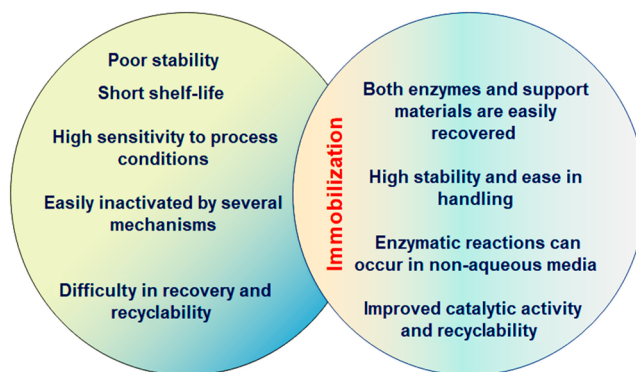 Poor stability
Short shelf-life
High sensitivity to process
conditions
Easily inactivated by several
mechanisms
Difficulty in recovery and
recyclability
Immobilization
Both enzymes and support
materials are easily
recovered
High stability and ease in
handling
Enzymatic reactions can
occur in non-aqueous media
Improved catalytic activity
and recyclability